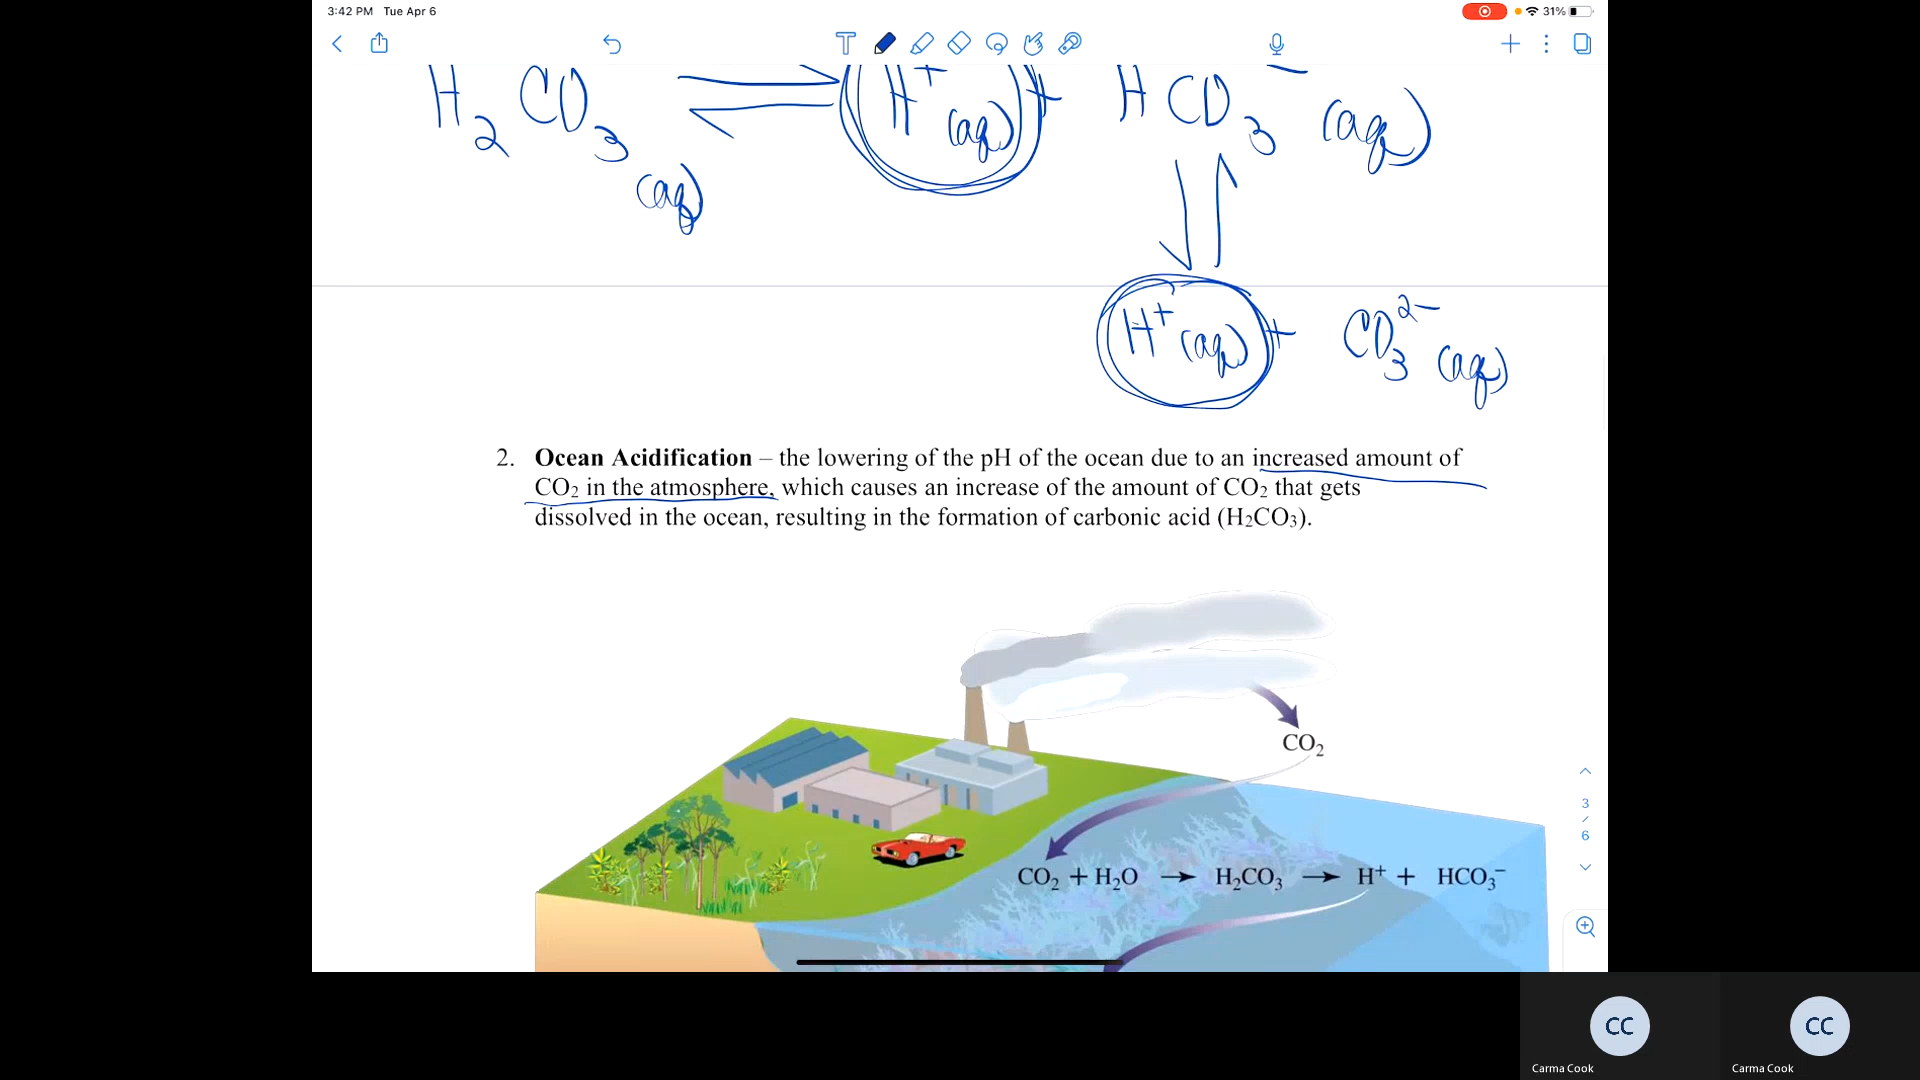 3:42 PM Tue Apr 6
31%
H₂CO₃ (aq) ⇌ H⁺ (aq) + HCO₃⁻ (aq)
H⁺ (aq) + CO₃²⁻ (aq)
2. Ocean Acidification – the lowering of the pH of the ocean due to an increased amount of
CO₂ in the atmosphere, which causes an increase of the amount of CO₂ that gets
dissolved in the ocean, resulting in the formation of carbonic acid (H₂CO₃).
CO₂
CO₂ + H₂O → H₂CO₃ → H⁺ + HCO₃⁻
3
/
6
CC CC
Carma Cook Carma Cook